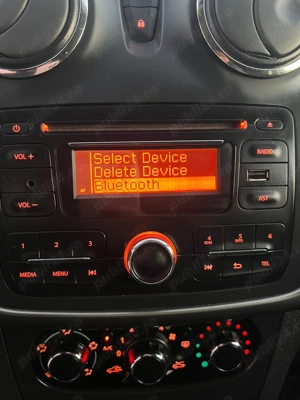 Select Device
Delete Device
Bluetooth
VOL +
RADIO
VOL –
AST
1 2 3
4 5 6
MEDIA MENU
TEL
A/C